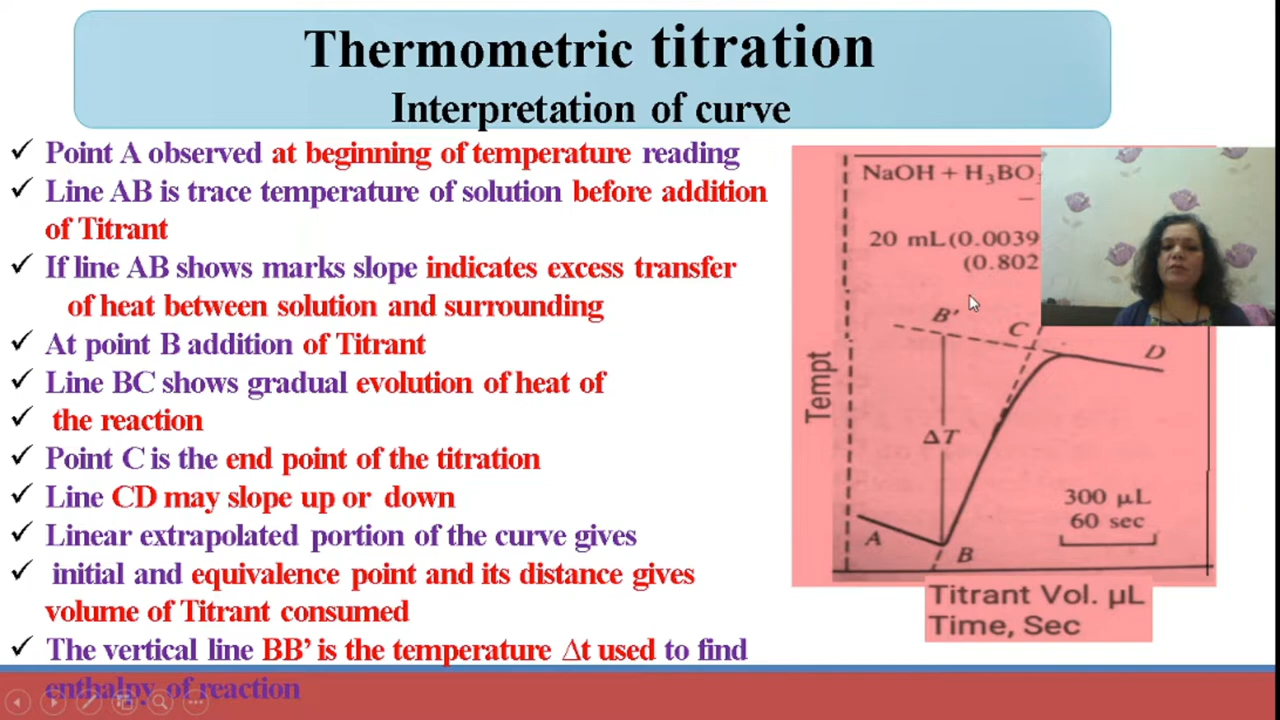 Thermometric titration
Interpretation of curve
✓ Point A observed at beginning of temperature reading
✓ Line AB is trace temperature of solution before addition
of Titrant
✓ If line AB shows marks slope indicates excess transfer
of heat between solution and surrounding
✓ At point B addition of Titrant
✓ Line BC shows gradual evolution of heat of
✓ the reaction
✓ Point C is the end point of the titration
✓ Line CD may slope up or down
✓ Linear extrapolated portion of the curve gives
✓ initial and equivalence point and its distance gives
volume of Titrant consumed
✓ The vertical line BB’ is the temperature Δt used to find
enthalpy of reaction
NaOH + H₃BO₃
20 mL(0.0039
(0.802
B'
C
D
Tempt
ΔT
300 µL
60 sec
A
B
Titrant Vol. µL
Time, Sec